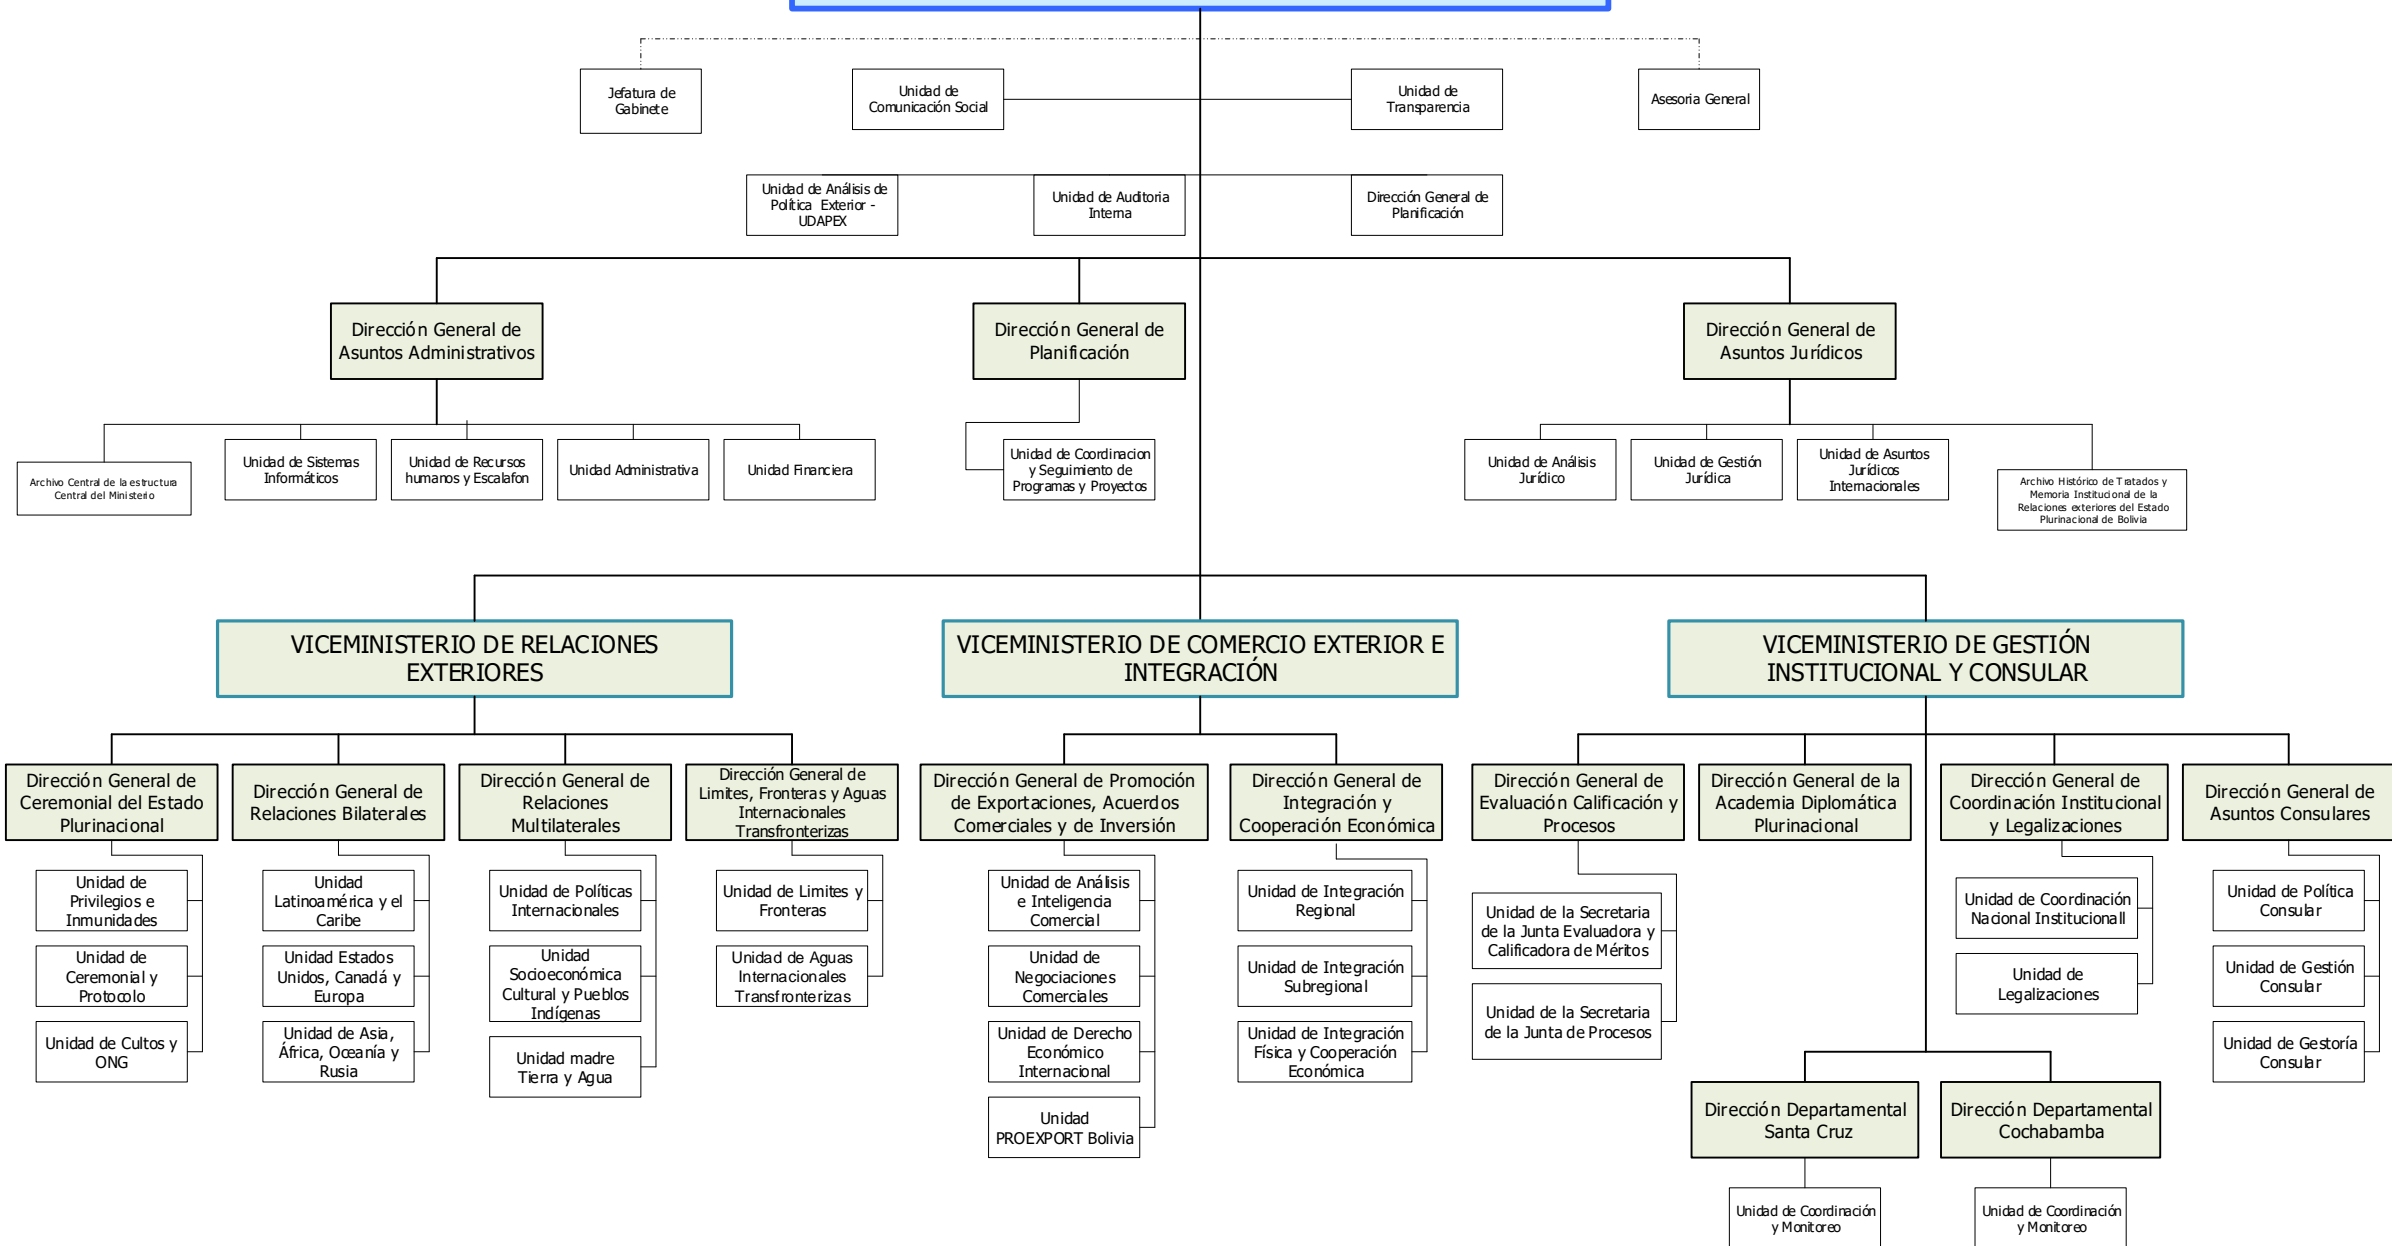 Jefatura de
Gabinete
Unidad de
Comunicación Social
Unidad de
Transparencia
Asesoria General
Unidad de Análisis de
Política Exterior -
UDAPEX
Unidad de Auditoria
Interna
Dirección General de
Planificación
Dirección General de
Asuntos Administrativos
Dirección General de
Planificación
Dirección General de
Asuntos Jurídicos
Archivo Central de la estructura
Central del Ministerio
Unidad de Sistemas
Informáticos
Unidad de Recursos
humanos y Escalafon
Unidad Administrativa
Unidad Financiera
Unidad de Coordinacion
y Seguimiento de
Programas y Proyectos
Unidad de Análisis
Jurídico
Unidad de Gestión
Jurídica
Unidad de Asuntos
Jurídicos
Internacionales
Archivo Histórico de Tratados y
Memoria Institucional de la
Relaciones exteriores del Estado
Plurinacional de Bolivia
VICEMINISTERIO DE RELACIONES
EXTERIORES
VICEMINISTERIO DE COMERCIO EXTERIOR E
INTEGRACIÓN
VICEMINISTERIO DE GESTIÓN
INSTITUCIONAL Y CONSULAR
Dirección General de
Ceremonial del Estado
Plurinacional
Dirección General de
Relaciones Bilaterales
Dirección General de
Relaciones
Multilaterales
Dirección General de
Limites, Fronteras y Aguas
Internacionales
Transfronterizas
Dirección General de Promoción
de Exportaciones, Acuerdos
Comerciales y de Inversión
Dirección General de
Integración y
Cooperación Económica
Dirección General de
Evaluación Calificación y
Procesos
Dirección General de la
Academia Diplomática
Plurinacional
Dirección General de
Coordinación Institucional
y Legalizaciones
Dirección General de
Asuntos Consulares
Unidad de
Privilegios e
Inmunidades
Unidad de
Ceremonial y
Protocolo
Unidad de Cultos y
ONG
Unidad
Latinoamérica y el
Caribe
Unidad Estados
Unidos, Canadá y
Europa
Unidad de Asia,
África, Oceanía y
Rusia
Unidad de Políticas
Internacionales
Unidad
Socioeconómica
Cultural y Pueblos
Indígenas
Unidad madre
Tierra y Agua
Unidad de Limites y
Fronteras
Unidad de Aguas
Internacionales
Transfronterizas
Unidad de Análisis
e Inteligencia
Comercial
Unidad de
Negociaciones
Comerciales
Unidad de Derecho
Económico
Internacional
Unidad
PROEXPORT Bolivia
Unidad de Integración
Regional
Unidad de Integración
Subregional
Unidad de Integración
Física y Cooperación
Económica
Unidad de la Secretaria
de la Junta Evaluadora y
Calificadora de Méritos
Unidad de la Secretaria
de la Junta de Procesos
Unidad de Coordinación
Nacional Institucionall
Unidad de
Legalizaciones
Unidad de Política
Consular
Unidad de Gestión
Consular
Unidad de Gestoría
Consular
Dirección Departamental
Santa Cruz
Dirección Departamental
Cochabamba
Unidad de Coordinación
y Monitoreo
Unidad de Coordinación
y Monitoreo